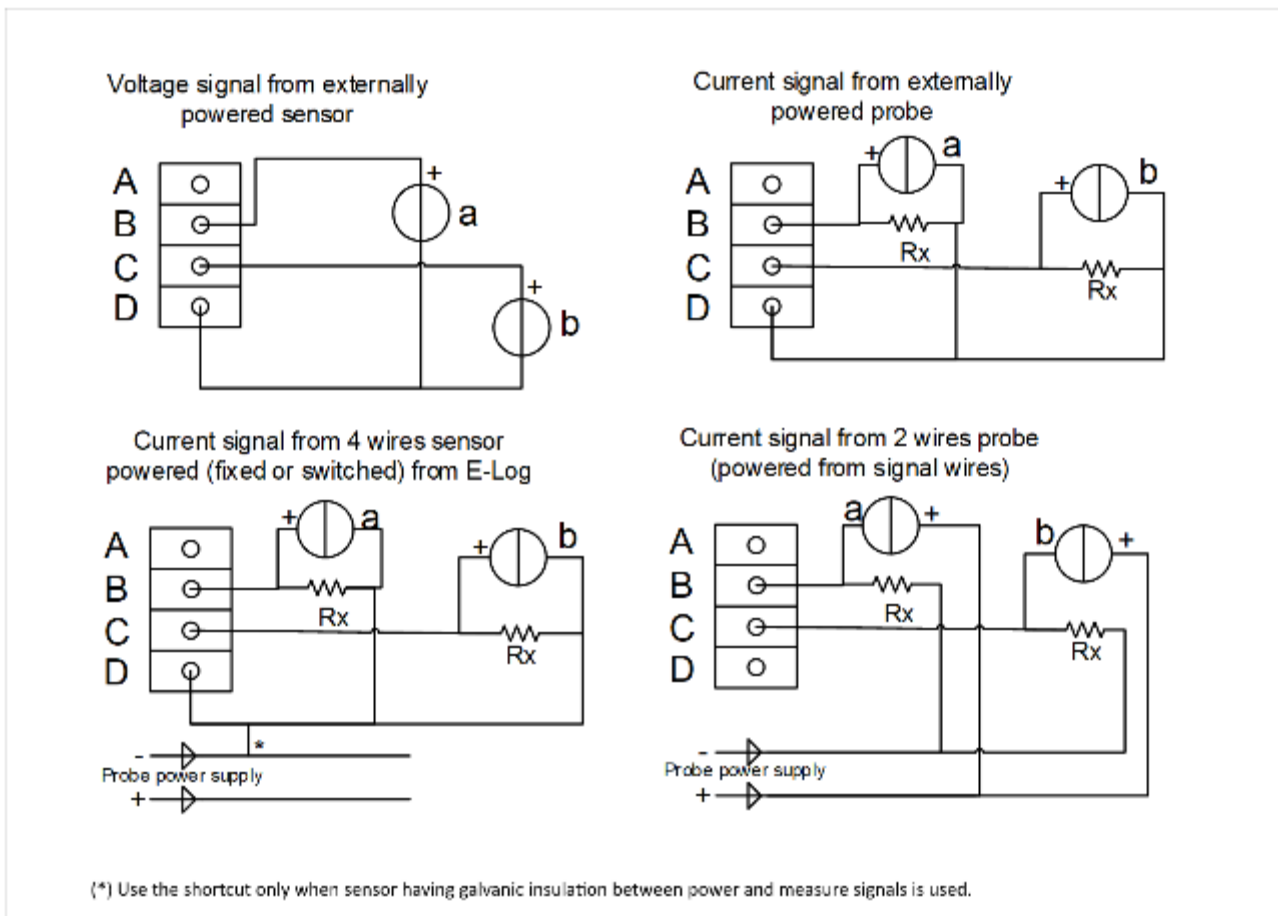 Voltage signal from externally
powered sensor
A
B
C
D
+
a
+
b
Current signal from externally
powered probe
A
B
C
D
+
a
Rx
+
b
Rx
Current signal from 4 wires sensor
powered (fixed or switched) from E-Log
A
B
C
D
+
a
Rx
+
b
Rx
-
*
Probe power supply
+
Current signal from 2 wires probe
(powered from signal wires)
A
B
C
D
a
+
Rx
b
+
Rx
-
Probe power supply
+
(*) Use the shortcut only when sensor having galvanic insulation between power and measure signals is used.